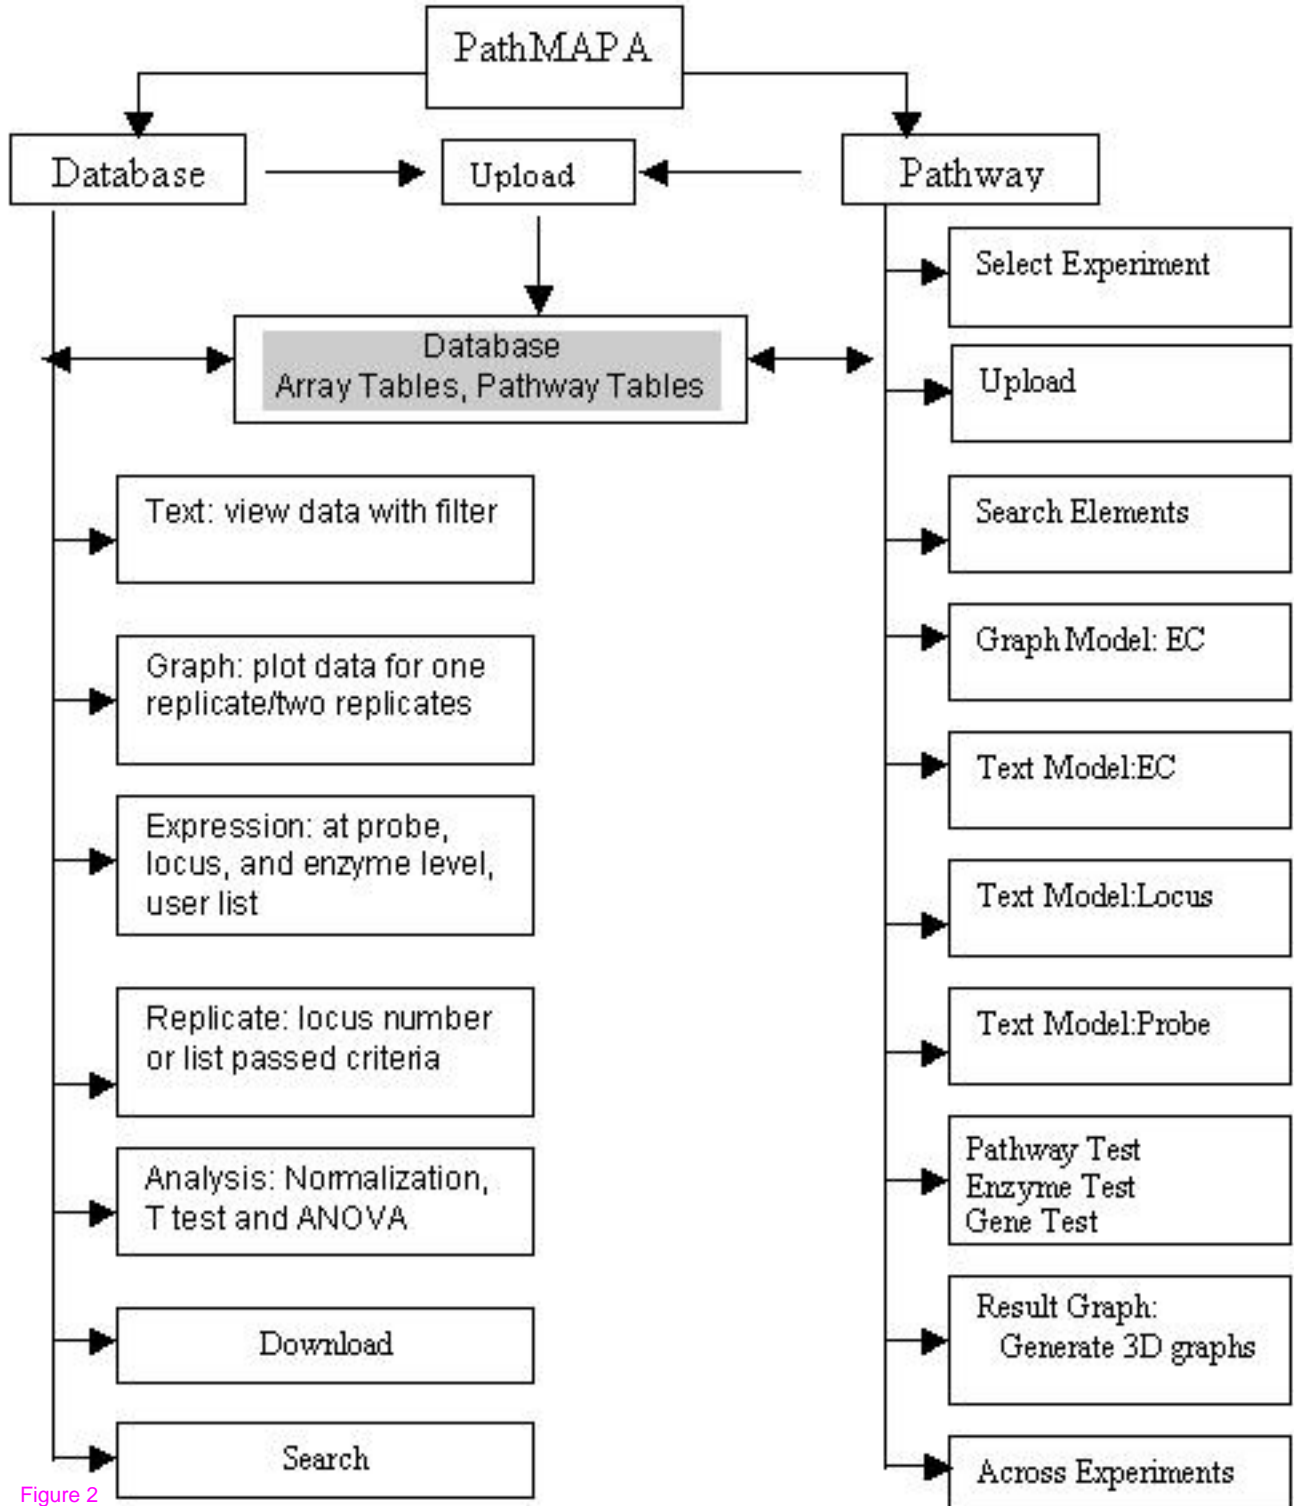 PathMAPA
Database
Upload
Pathway
Database
Array Tables, Pathway Tables
Text: view data with filter
Graph: plot data for one
replicate/two replicates
Expression: at probe,
locus, and enzyme level,
user list
Replicate: locus number
or list passed criteria
Analysis: Normalization,
T test and ANOVA
Download
Search
Select Experiment
Upload
Search Elements
Graph Model: EC
Text Model:EC
Text Model:Locus
Text Model:Probe
Pathway Test
Enzyme Test
Gene Test
Result Graph:
Generate 3D graphs
Across Experiments
Figure 2